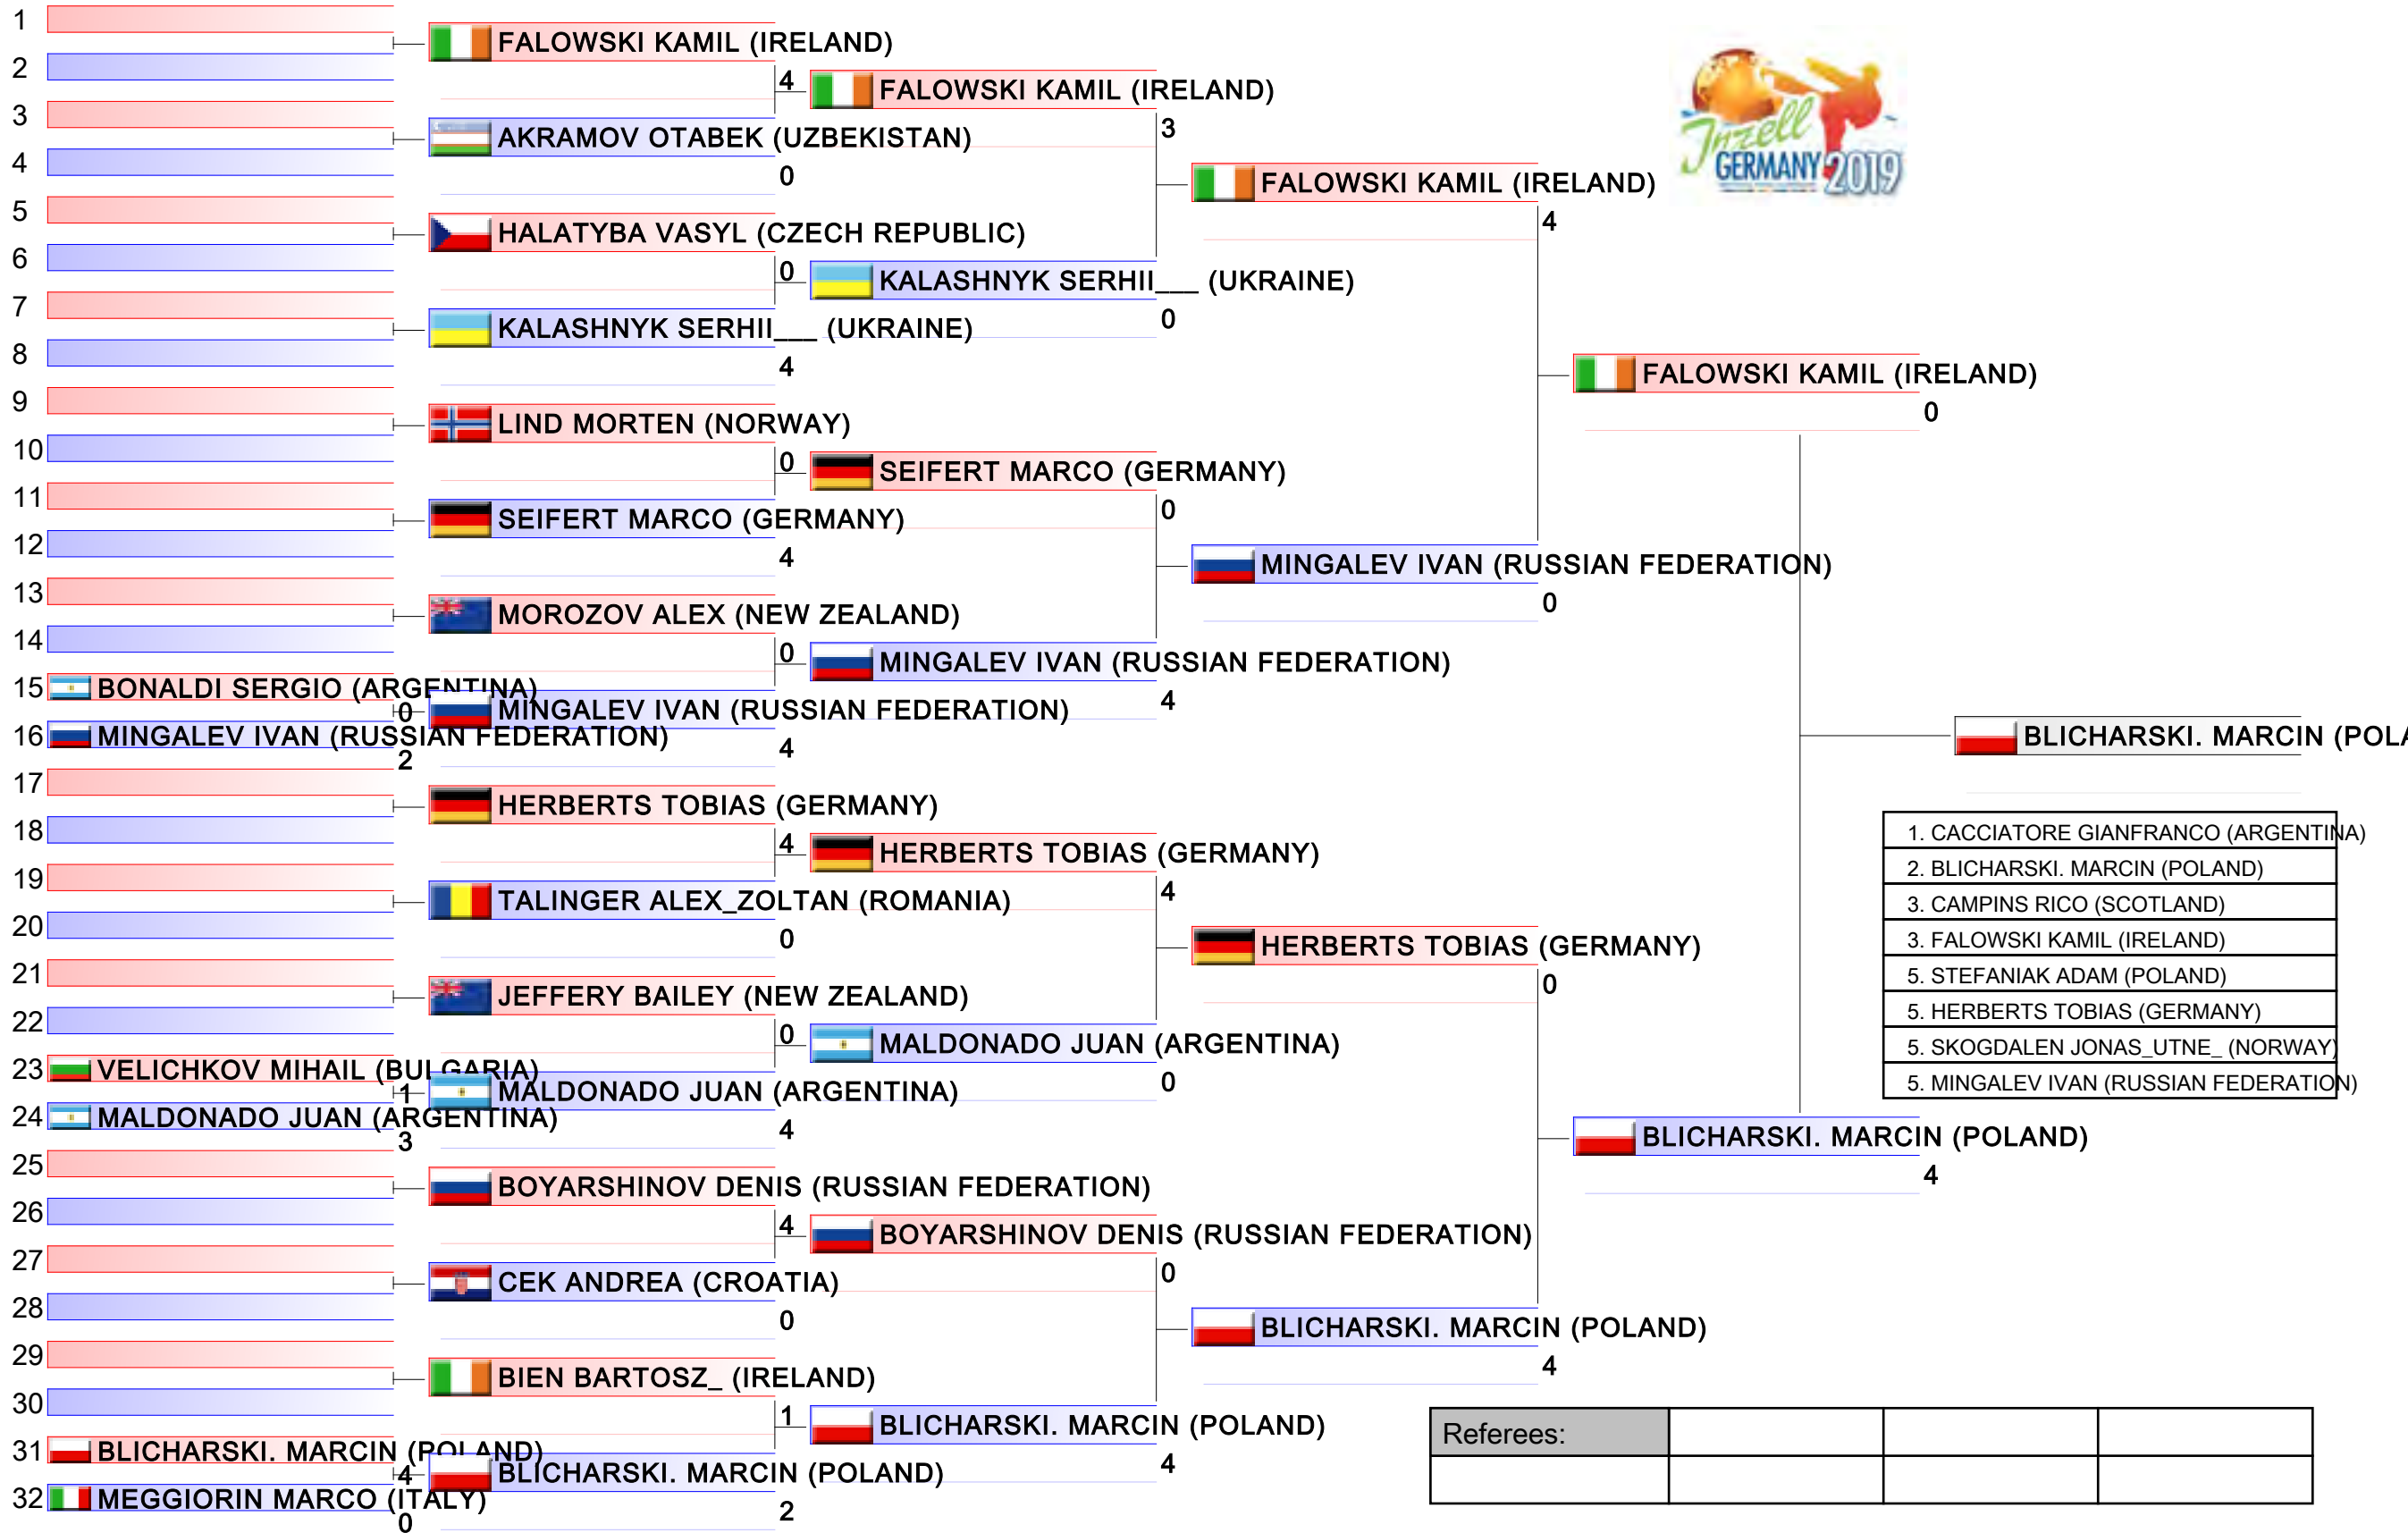 1
FALOWSKI KAMIL (IRELAND)
2
4
FALOWSKI KAMIL (IRELAND)
3
3
AKRAMOV OTABEK (UZBEKISTAN)
4
0
FALOWSKI KAMIL (IRELAND)
Inzell
GERMANY 2019
5
4
HALATYBA VASYL (CZECH REPUBLIC)
6
0
KALASHNYK SERHII___ (UKRAINE)
7
0
KALASHNYK SERHII___ (UKRAINE)
8
4
FALOWSKI KAMIL (IRELAND)
9
0
LIND MORTEN (NORWAY)
10
0
SEIFERT MARCO (GERMANY)
11
0
SEIFERT MARCO (GERMANY)
12
4
MINGALEV IVAN (RUSSIAN FEDERATION)
13
0
MOROZOV ALEX (NEW ZEALAND)
14
0
MINGALEV IVAN (RUSSIAN FEDERATION)
15 BONALDI SERGIO (ARGENTINA)
4
0
MINGALEV IVAN (RUSSIAN FEDERATION)
16 MINGALEV IVAN (RUSSIAN FEDERATION)
2
4
BLICHARSKI. MARCIN (POLA
17
HERBERTS TOBIAS (GERMANY)
18
4
HERBERTS TOBIAS (GERMANY)
19
4
TALINGER ALEX_ZOLTAN (ROMANIA)
20
0
HERBERTS TOBIAS (GERMANY)
21
0
JEFFERY BAILEY (NEW ZEALAND)
22
0
MALDONADO JUAN (ARGENTINA)
23 VELICHKOV MIHAIL (BULGARIA)
0
1
MALDONADO JUAN (ARGENTINA)
24 MALDONADO JUAN (ARGENTINA)
3
4
BLICHARSKI. MARCIN (POLAND)
4
1. CACCIATORE GIANFRANCO (ARGENTINA)
2. BLICHARSKI. MARCIN (POLAND)
3. CAMPINS RICO (SCOTLAND)
3. FALOWSKI KAMIL (IRELAND)
5. STEFANIAK ADAM (POLAND)
5. HERBERTS TOBIAS (GERMANY)
5. SKOGDALEN JONAS_UTNE_ (NORWAY)
5. MINGALEV IVAN (RUSSIAN FEDERATION)
25
BOYARSHINOV DENIS (RUSSIAN FEDERATION)
26
4
BOYARSHINOV DENIS (RUSSIAN FEDERATION)
27
0
CEK ANDREA (CROATIA)
28
0
BLICHARSKI. MARCIN (POLAND)
29
4
BIEN BARTOSZ_ (IRELAND)
30
1
BLICHARSKI. MARCIN (POLAND)
31 BLICHARSKI. MARCIN (POLAND)
4
4
BLICHARSKI. MARCIN (POLAND)
32 MEGGIORIN MARCO (ITALY)
0
2
Referees: